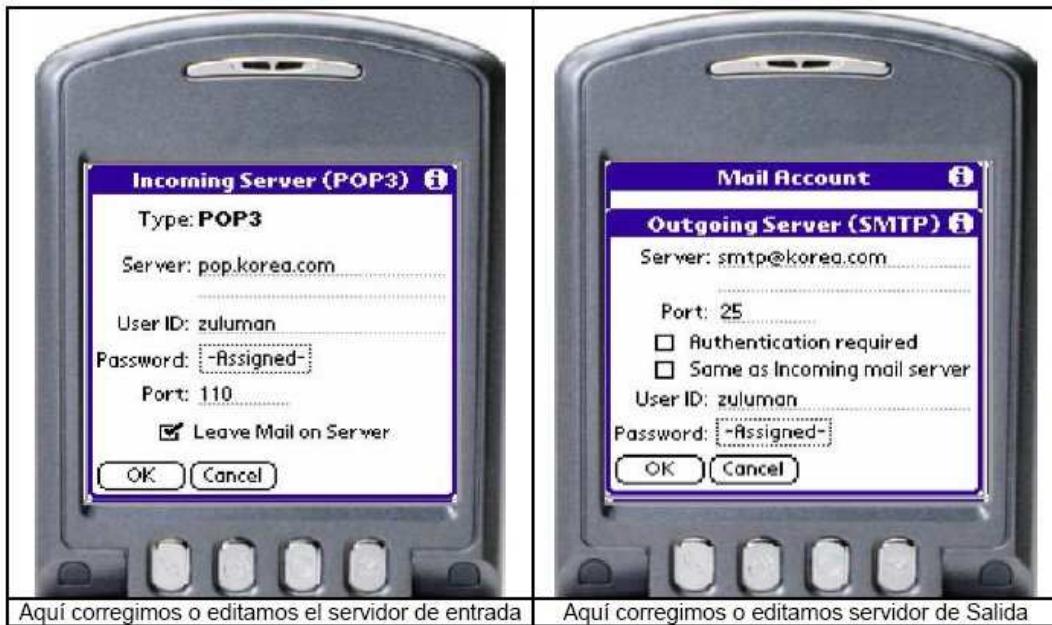 Incoming Server (POP3)
Type: POP3
Server: pop.korea.com
User ID: zuluman
Password: -Assigned-
Port: 110
Leave Mail on Server
OK Cancel
Aquí corregimos o editamos el servidor de entrada
Mail Account
Outgoing Server (SMTP)
Server: smtp@korea.com
Port: 25
Authentication required
Same as Incoming mail server
User ID: zuluman
Password: -Assigned-
OK Cancel
Aquí corregimos o editamos servidor de Salida